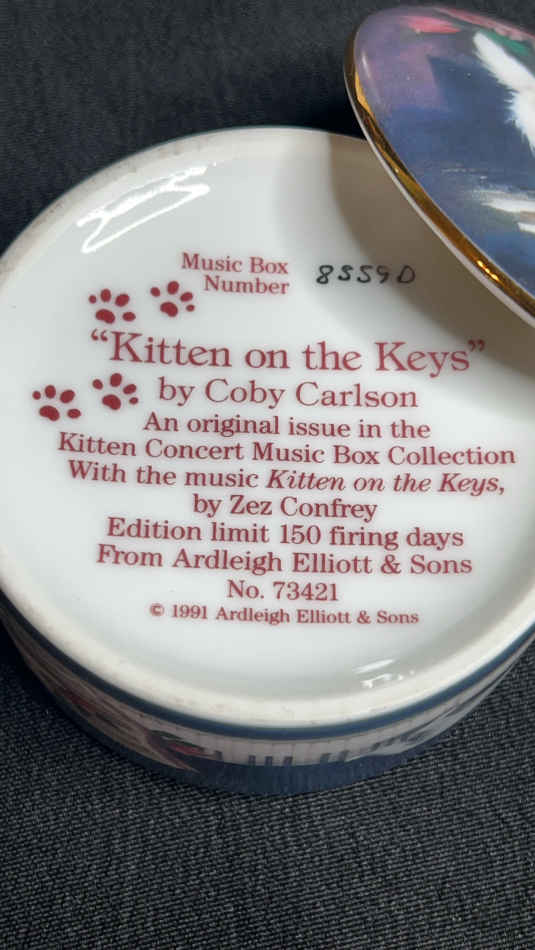 Music Box
Number 8559D
“Kitten on the Keys”
by Coby Carlson
An original issue in the
Kitten Concert Music Box Collection
With the music Kitten on the Keys,
by Zez Confrey
Edition limit 150 firing days
From Ardleigh Elliott & Sons
No. 73421
© 1991 Ardleigh Elliott & Sons